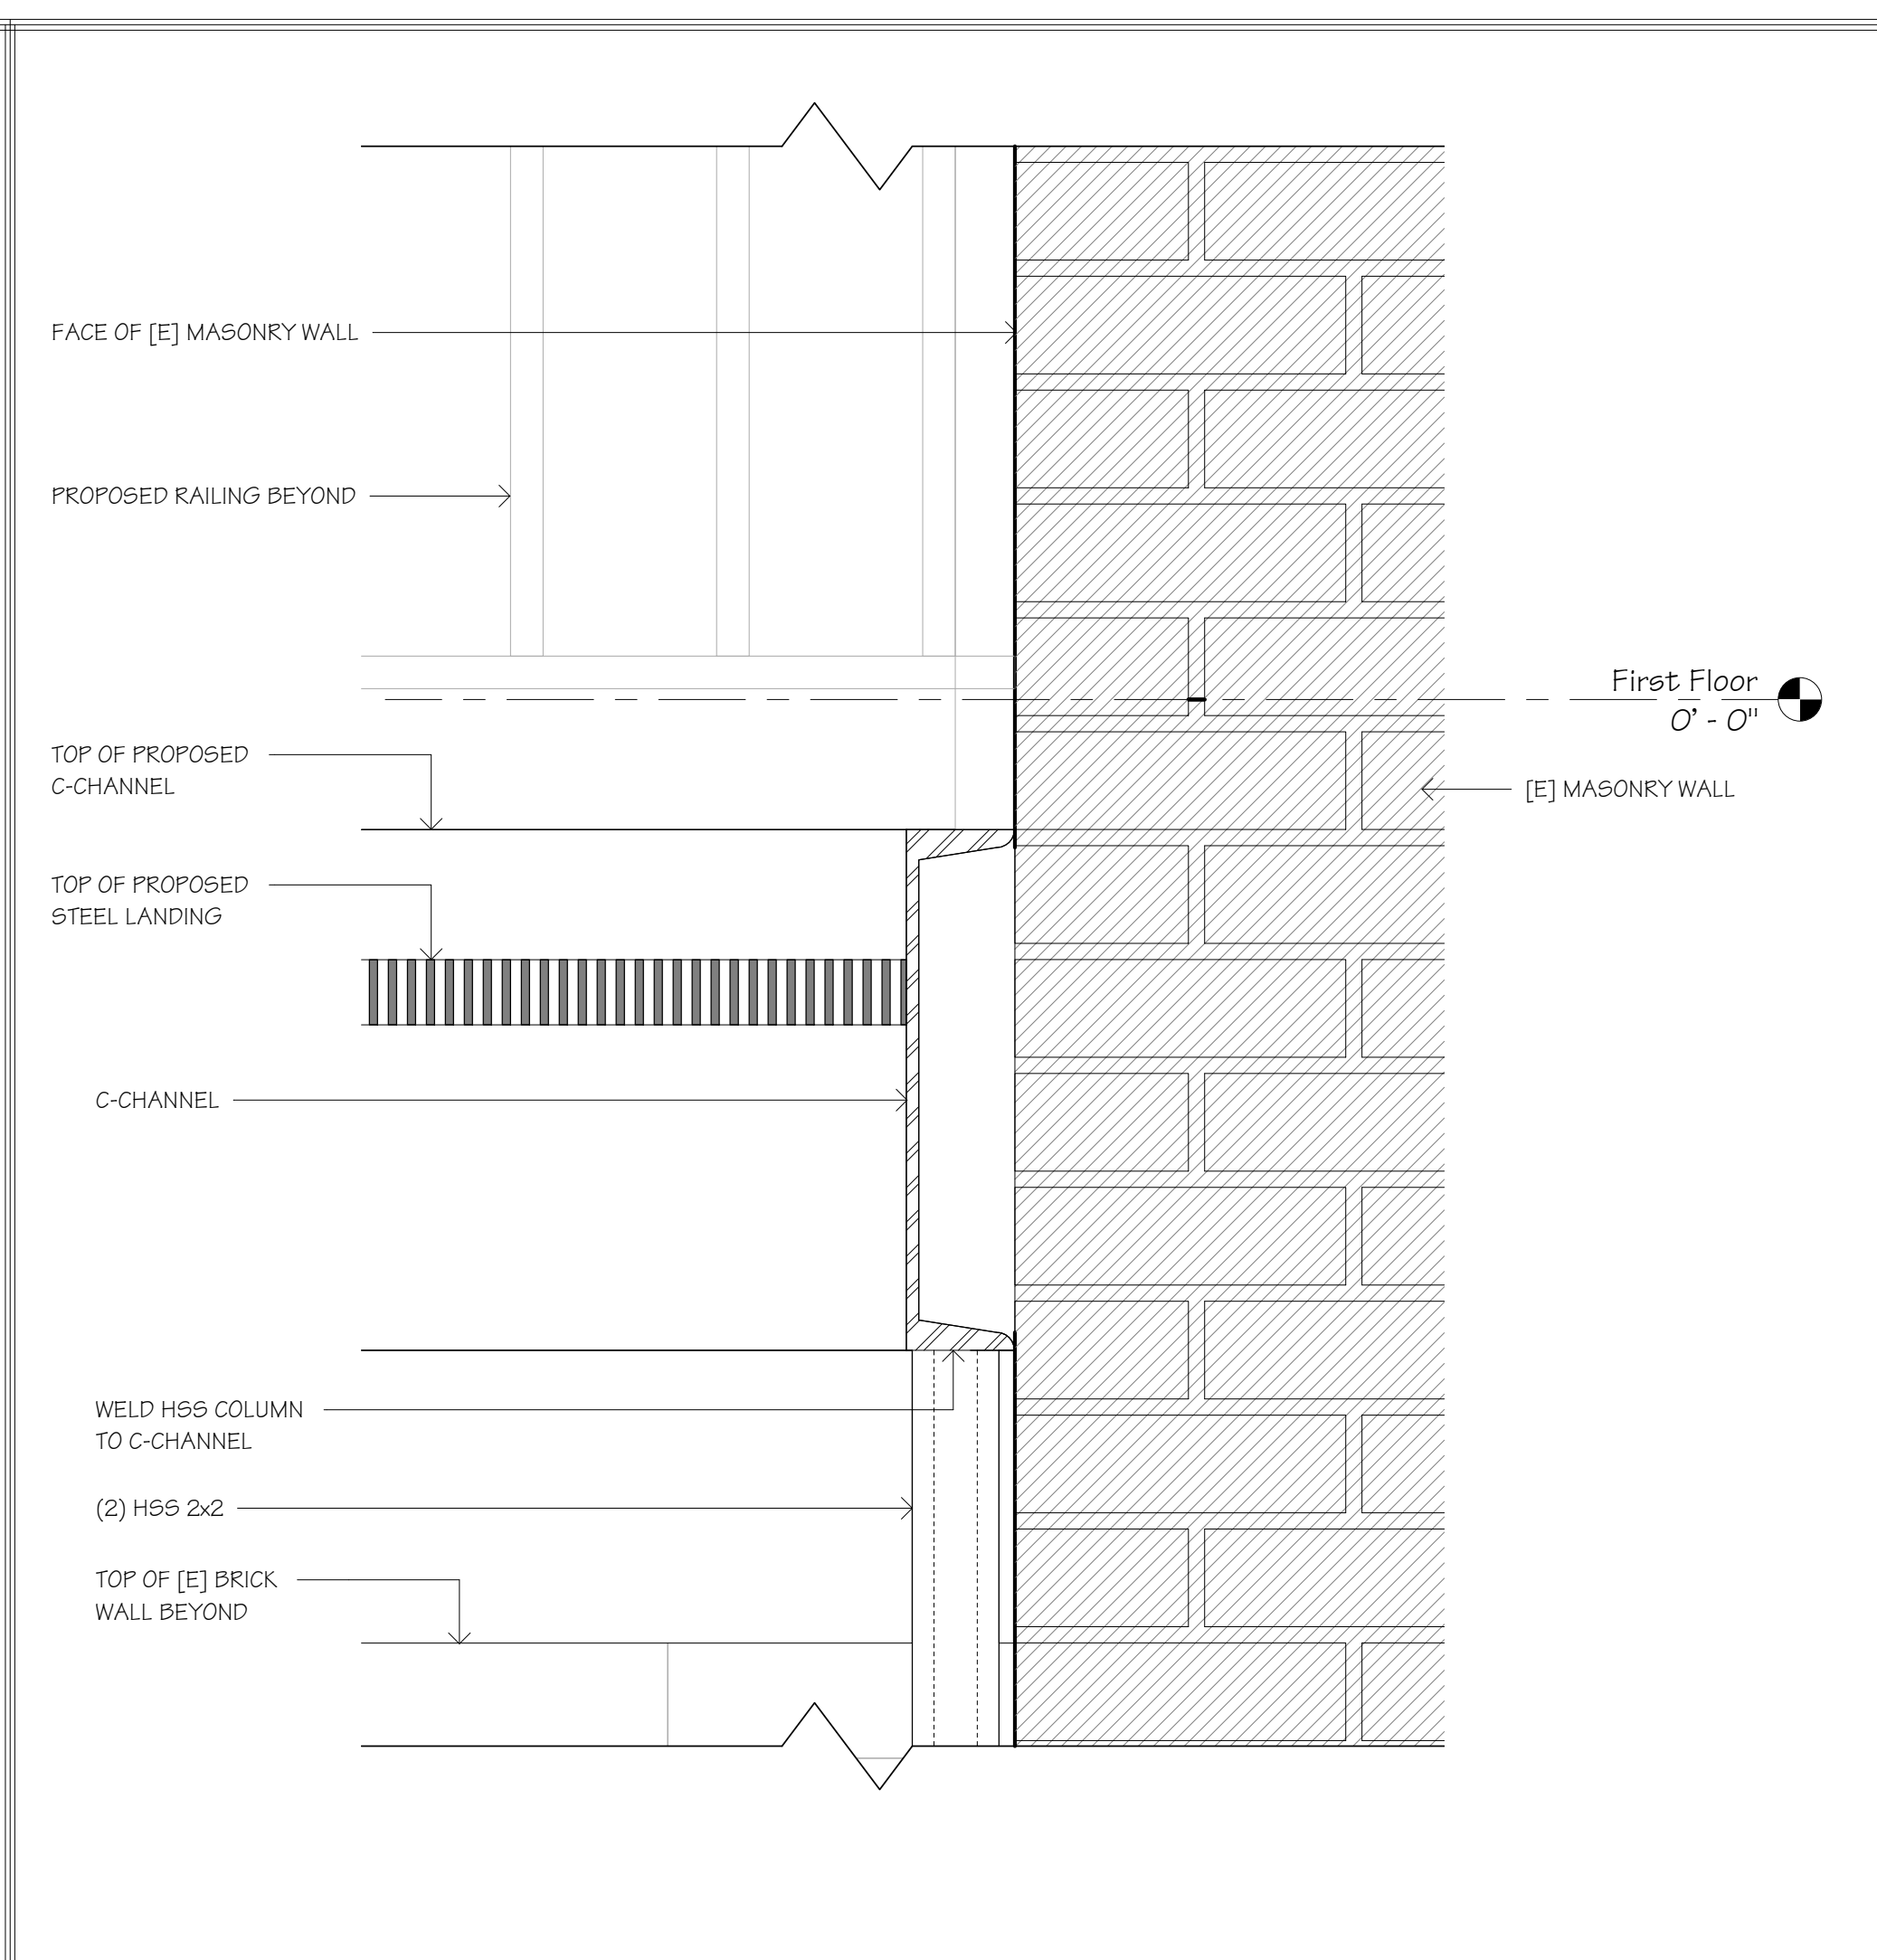 FACE OF [E] MASONRY WALL
PROPOSED RAILING BEYOND
First Floor
0' - 0"
TOP OF PROPOSED
C-CHANNEL
[E] MASONRY WALL
TOP OF PROPOSED
STEEL LANDING
C-CHANNEL
WELD HSS COLUMN
TO C-CHANNEL
(2) HSS 2x2
TOP OF [E] BRICK
WALL BEYOND